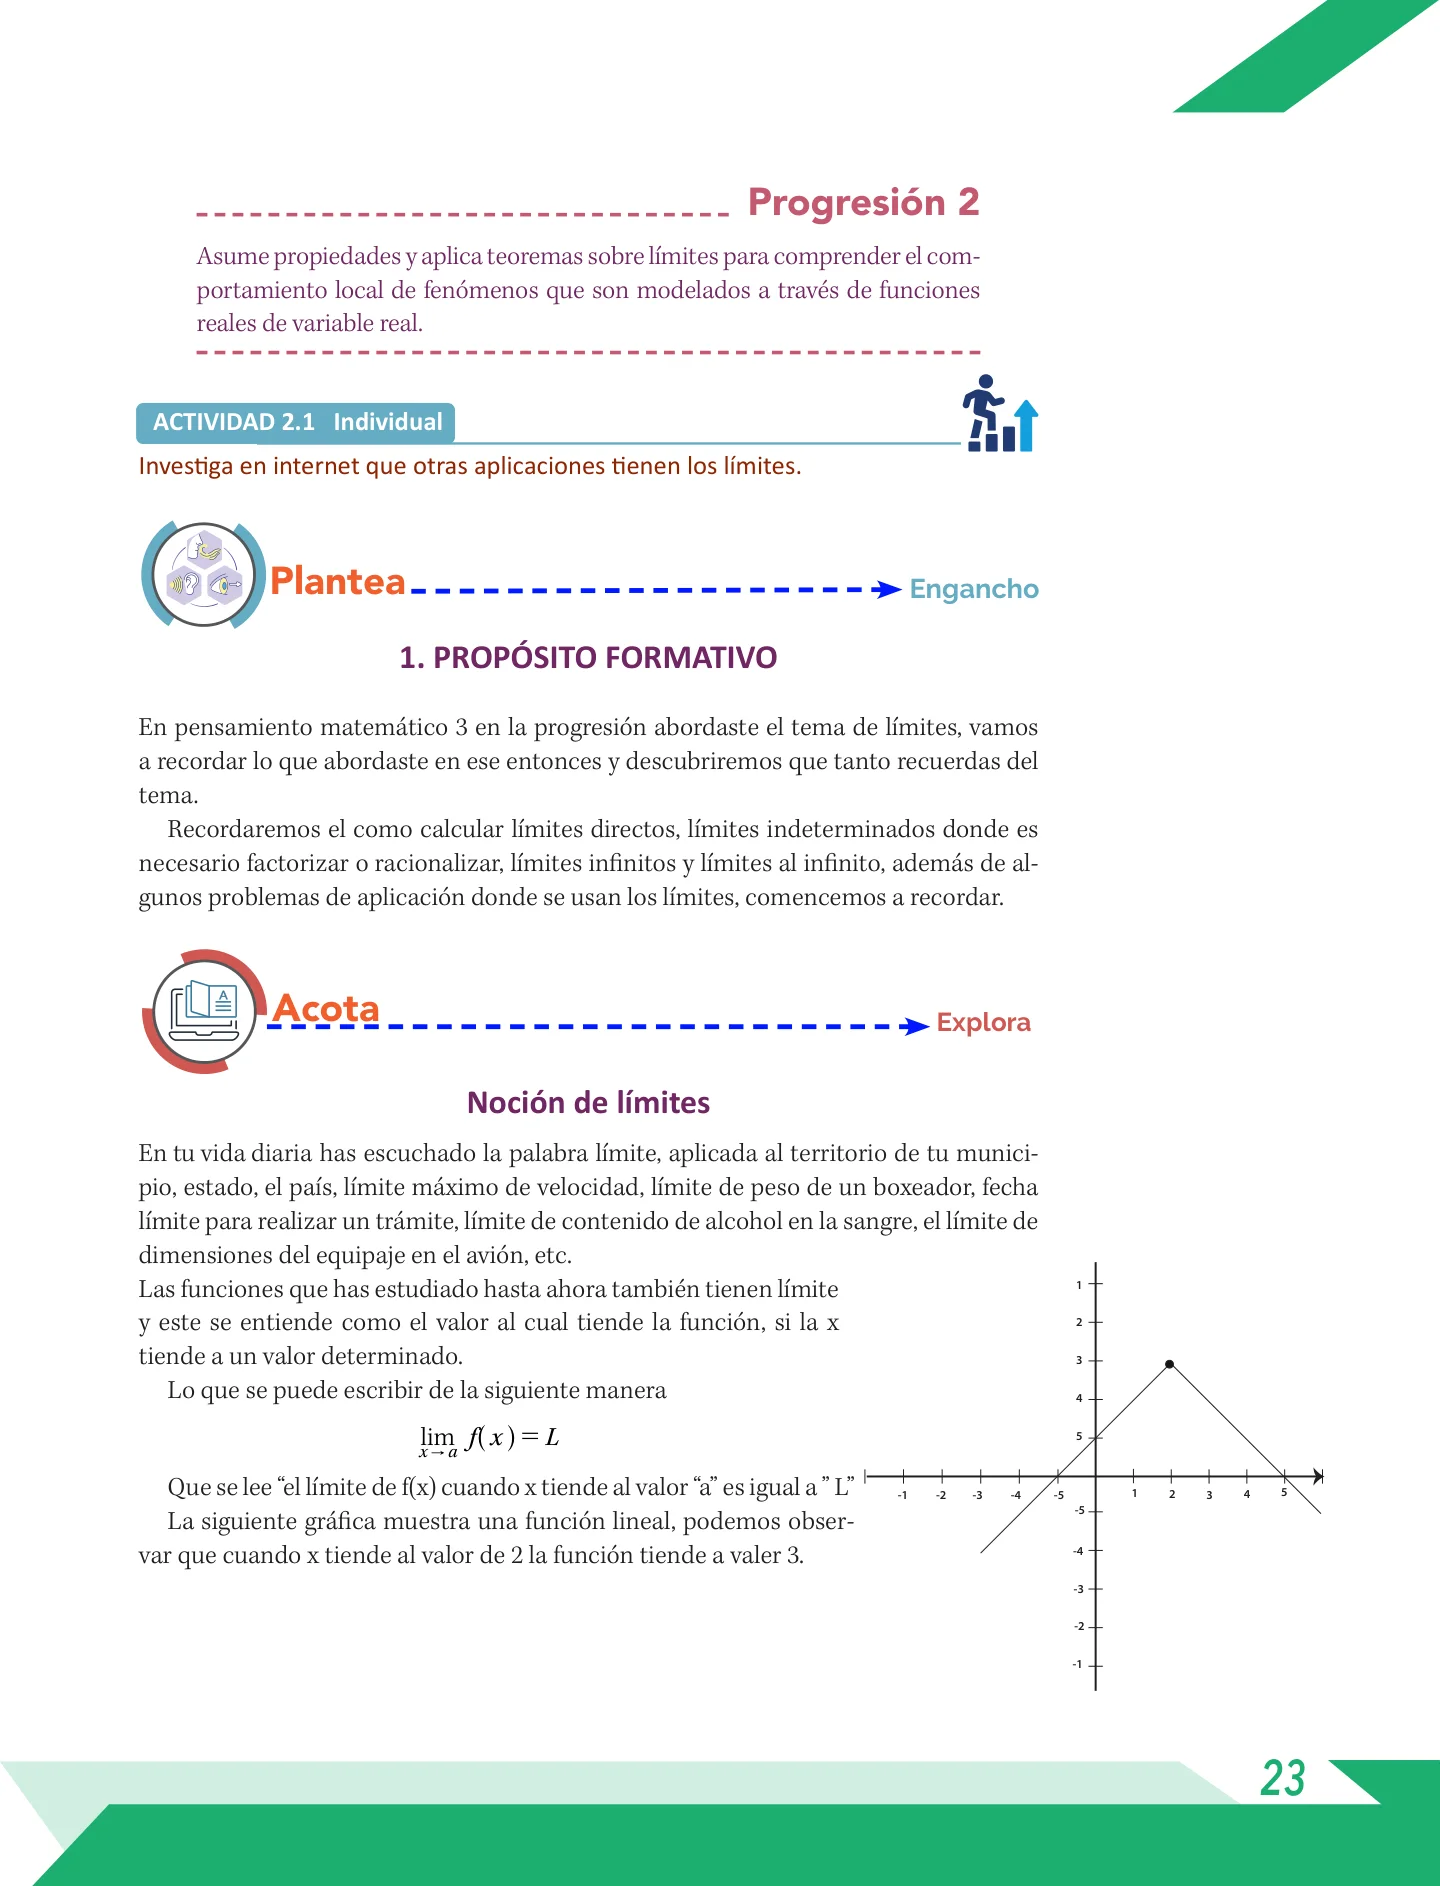 Progresión 2
Asume propiedades y aplica teoremas sobre límites para comprender el com-
portamiento local de fenómenos que son modelados a través de funciones
reales de variable real.
ACTIVIDAD 2.1 Individual
Investiga en internet que otras aplicaciones tienen los límites.
Plantea
Engancho
1. PROPÓSITO FORMATIVO
En pensamiento matemático 3 en la progresión abordaste el tema de límites, vamos
a recordar lo que abordaste en ese entonces y descubriremos que tanto recuerdas del
tema.
Recordaremos el como calcular límites directos, límites indeterminados donde es
necesario factorizar o racionalizar, límites infinitos y límites al infinito, además de al-
gunos problemas de aplicación donde se usan los límites, comencemos a recordar.
A
Acota
Explora
Noción de límites
En tu vida diaria has escuchado la palabra límite, aplicada al territorio de tu munici-
pio, estado, el país, límite máximo de velocidad, límite de peso de un boxeador, fecha
límite para realizar un trámite, límite de contenido de alcohol en la sangre, el límite de
dimensiones del equipaje en el avión, etc.
Las funciones que has estudiado hasta ahora también tienen límite
y este se entiende como el valor al cual tiende la función, si la x
tiende a un valor determinado.
Lo que se puede escribir de la siguiente manera
lim f(x) = L
x→a
Que se lee “el límite de f(x) cuando x tiende al valor “a” es igual a ” L”
La siguiente gráfica muestra una función lineal, podemos obser-
var que cuando x tiende al valor de 2 la función tiende a valer 3.
1
2
3
4
5
-1 -2 -3 -4 -5 1 2 3 4 5
-5
-4
-3
-2
-1
23